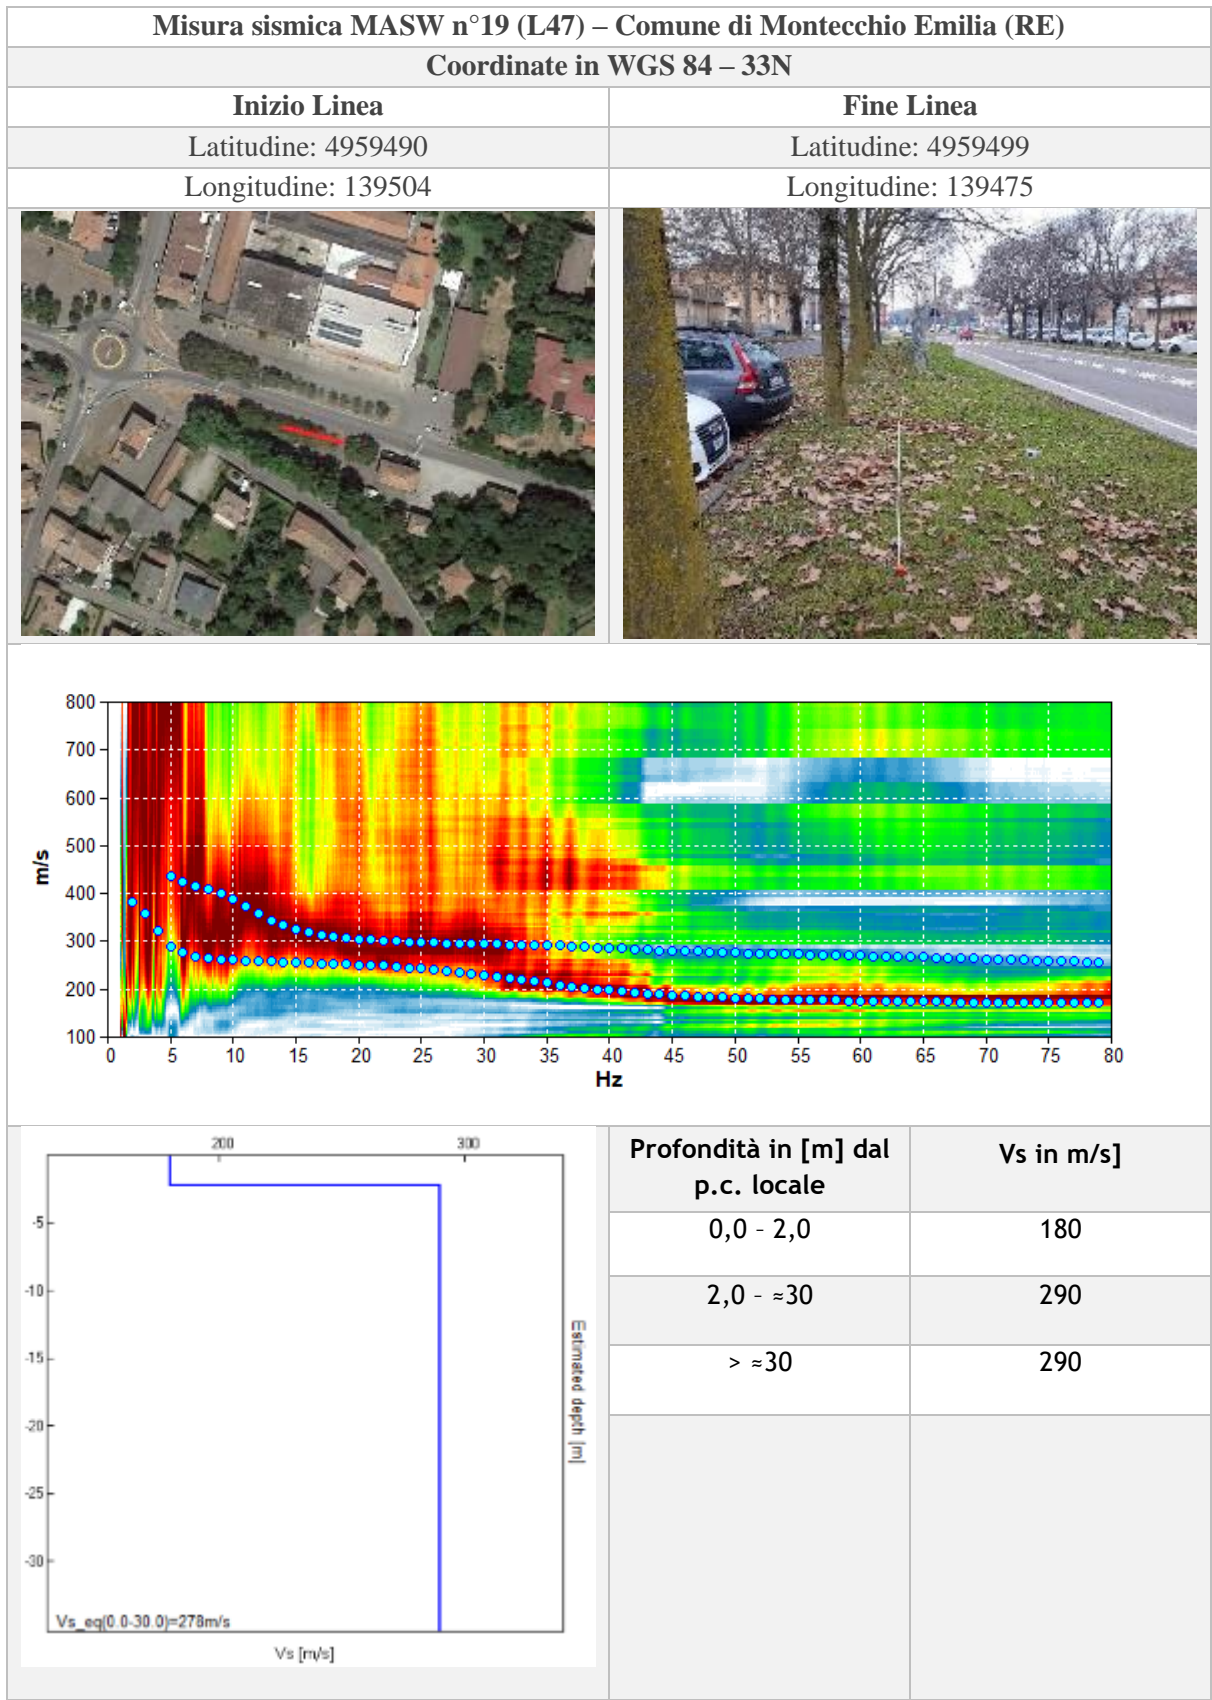 Misura sismica MASW n°19 (L47) – Comune di Montecchio Emilia (RE)
Coordinate in WGS 84 – 33N
Inizio Linea
Fine Linea
Latitudine: 4959490
Latitudine: 4959499
Longitudine: 139504
Longitudine: 139475
800
700
600
500
400
300
200
100
m/s
0 5 10 15 20 25 30 35 40 45 50 55 60 65 70 75 80
Hz
200 300
-5
-10
-15
-20
-25
-30
Estimated depth [m]
Vs_eq(0.0-30.0)=278m/s
Vs [m/s]
Profondità in [m] dal
p.c. locale
Vs in m/s]
0,0 – 2,0
180
2,0 – ≈30
290
> ≈30
290